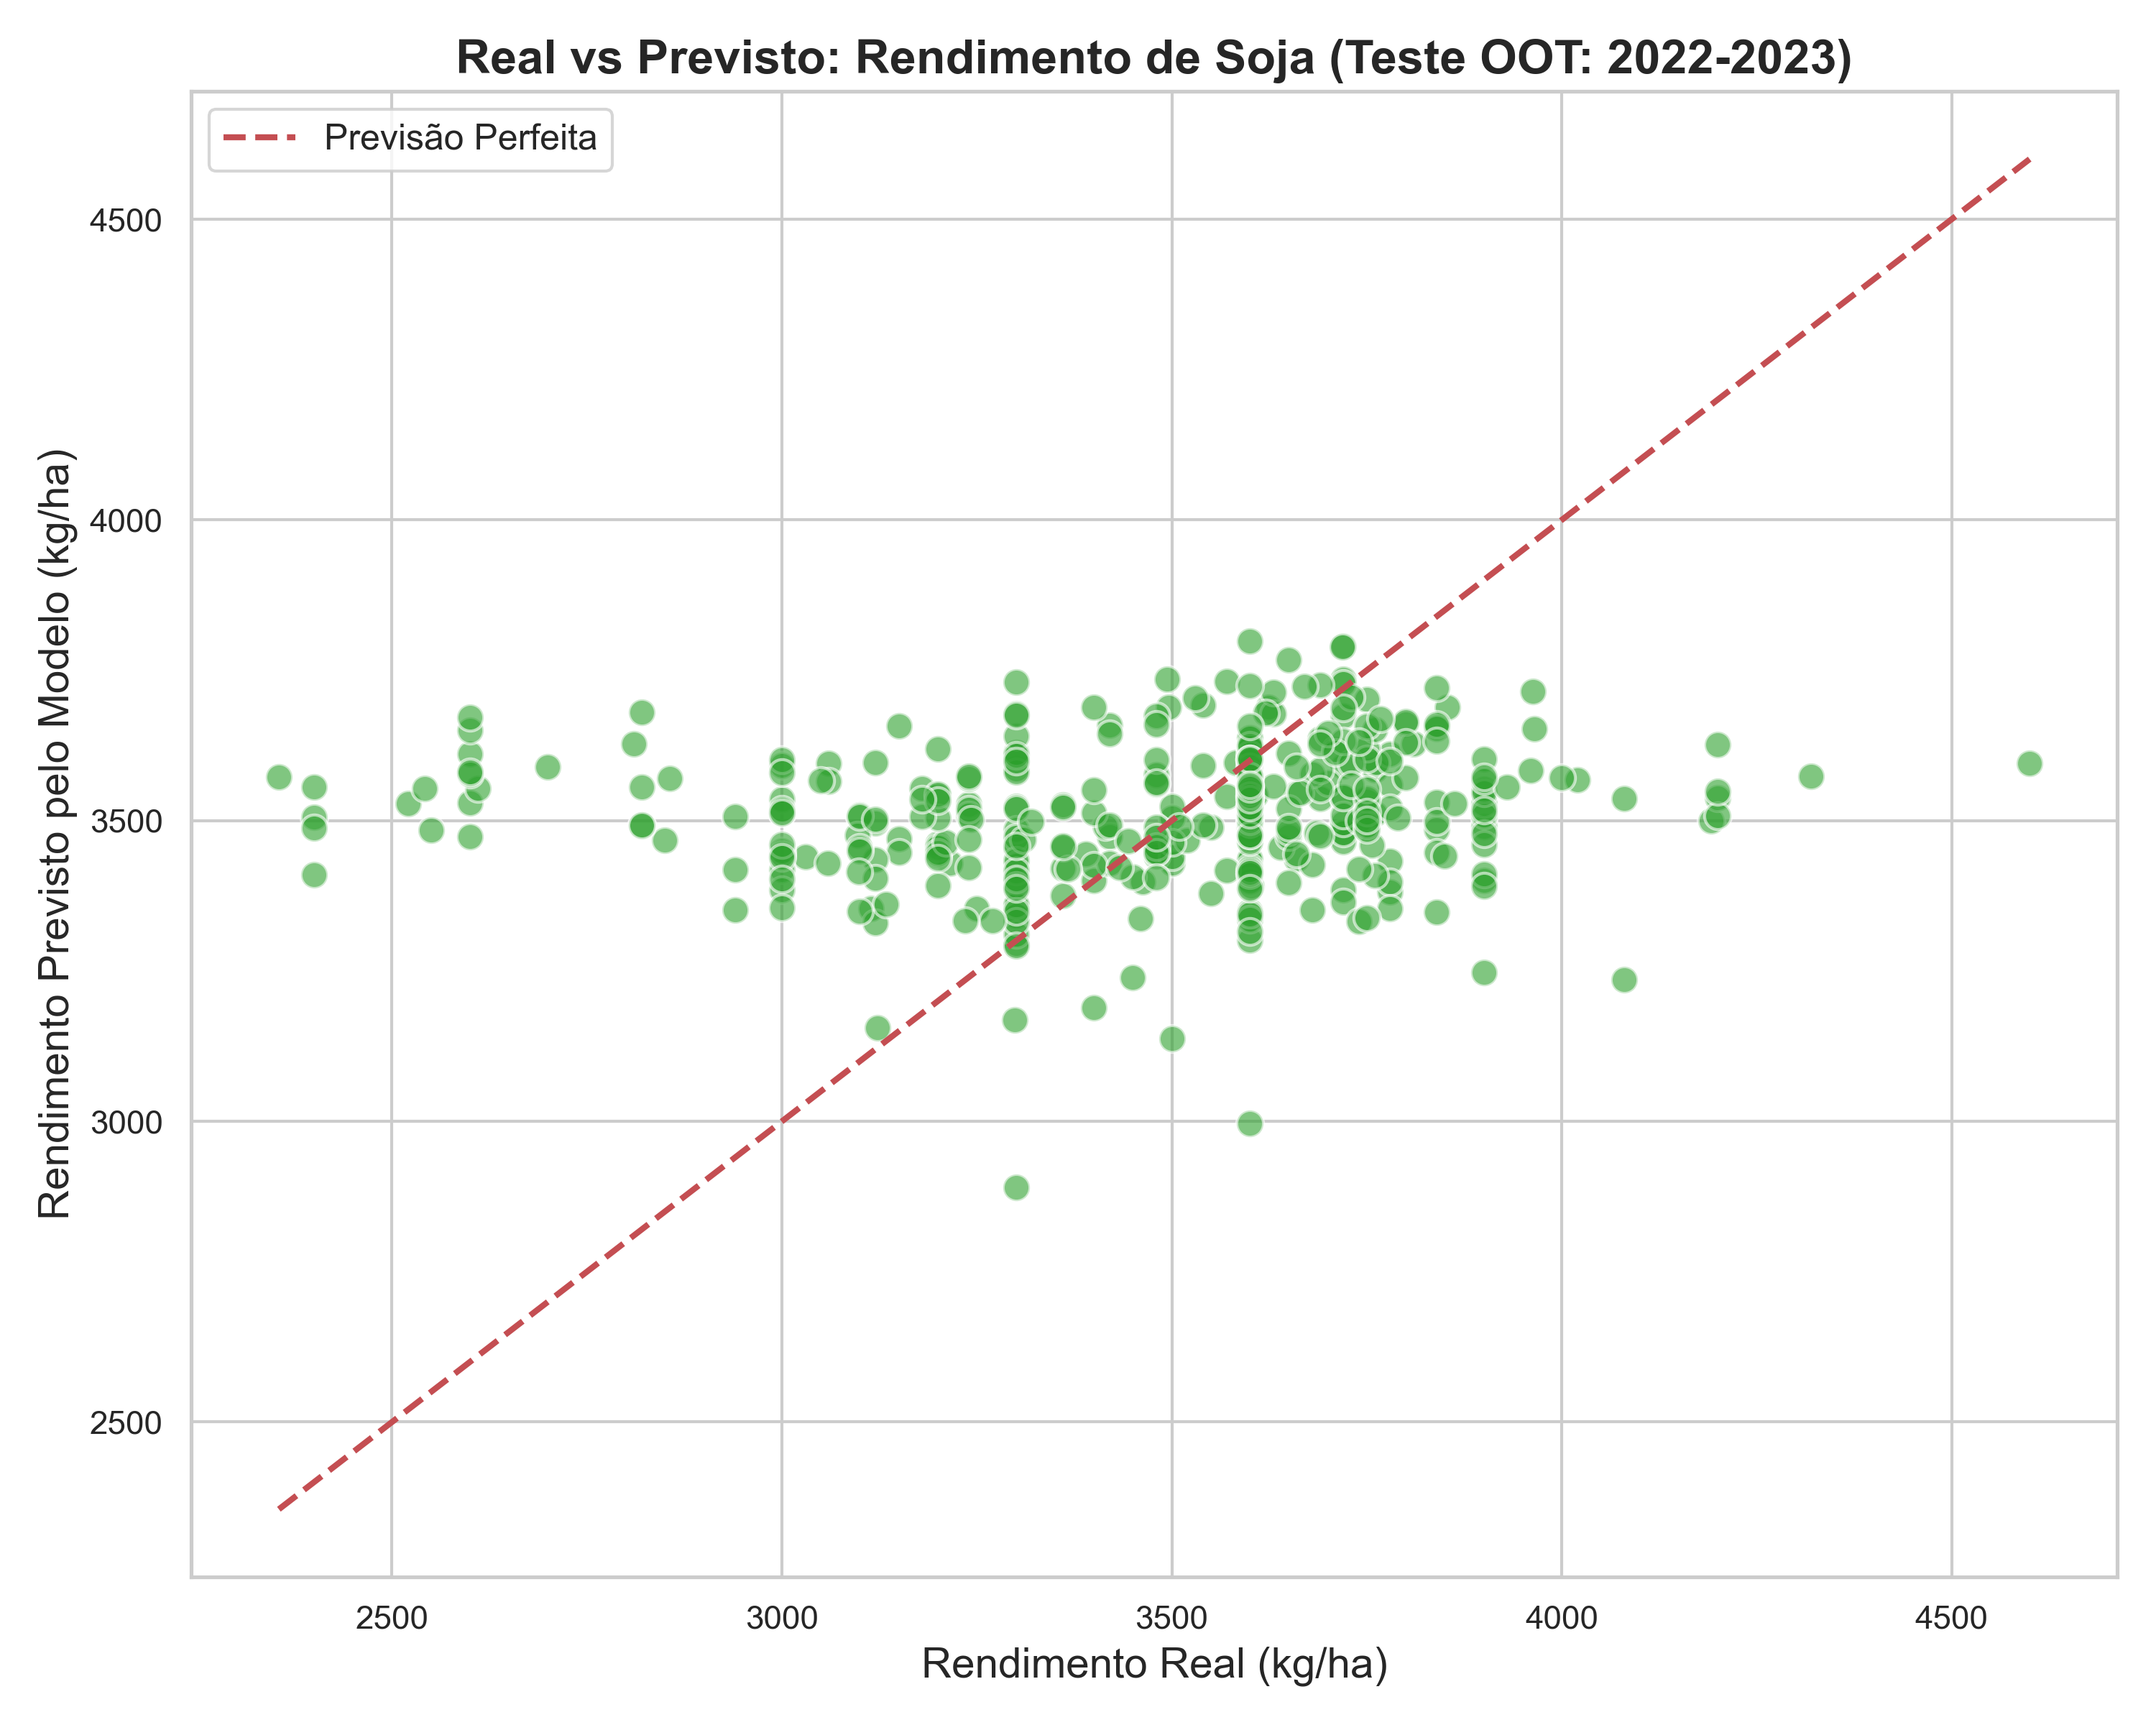 Real vs Previsto: Rendimento de Soja (Teste OOT: 2022-2023)
Previsão Perfeita
Rendimento Previsto pelo Modelo (kg/ha)
4500
4000
3500
3000
2500
2500
3000
3500
4000
4500
Rendimento Real (kg/ha)